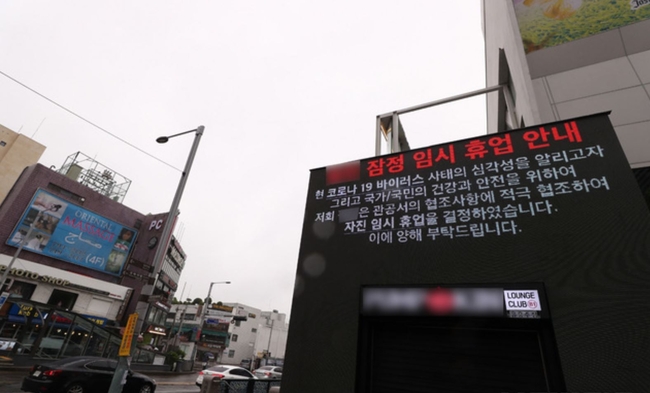 잠정 임시 휴업 안내
현 코로나 19 바이러스 사태의 심각성을 알리고자
그리고 국가/국민의 건강과 안전을 위하여
저희 은 관공서의 협조사항에 적극 협조하여
자진 임시 휴업을 결정하였습니다.
이에 양해 부탁드립니다.
LOUNGE
CLUB
PC
(4F)
PHOTO SHOP